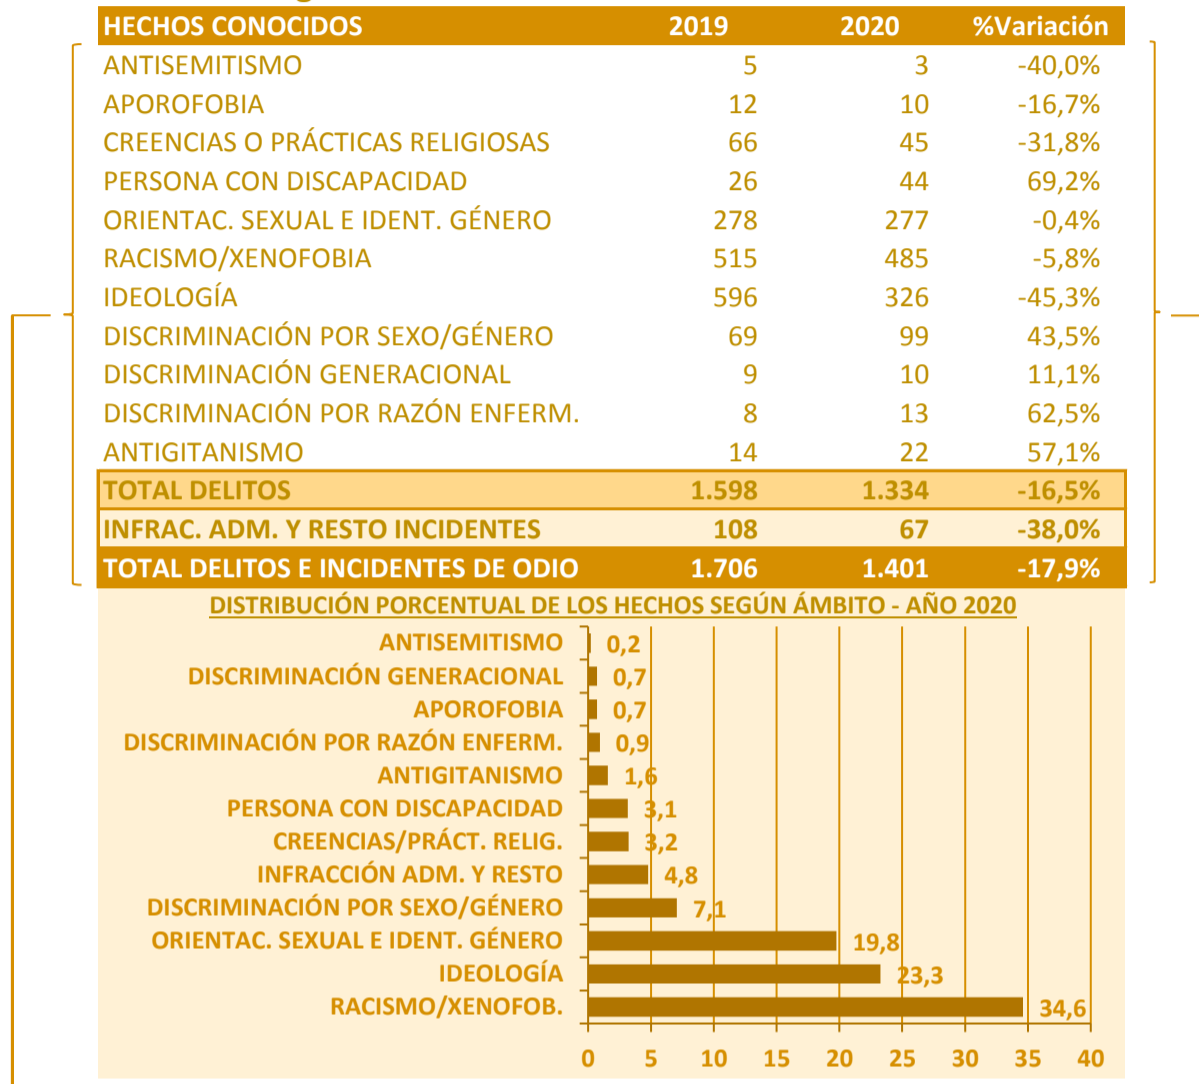 HECHOS CONOCIDOS 2019 2020 %Variación
ANTISEMITISMO 5 3 -40,0%
APOROFOBIA 12 10 -16,7%
CREENCIAS O PRÁCTICAS RELIGIOSAS 66 45 -31,8%
PERSONA CON DISCAPACIDAD 26 44 69,2%
ORIENTAC. SEXUAL E IDENT. GÉNERO 278 277 -0,4%
RACISMO/XENOFOBIA 515 485 -5,8%
IDEOLOGÍA 596 326 -45,3%
DISCRIMINACIÓN POR SEXO/GÉNERO 69 99 43,5%
DISCRIMINACIÓN GENERACIONAL 9 10 11,1%
DISCRIMINACIÓN POR RAZÓN ENFERM. 8 13 62,5%
ANTIGITANISMO 14 22 57,1%
TOTAL DELITOS 1.598 1.334 -16,5%
INFRAC. ADM. Y RESTO INCIDENTES 108 67 -38,0%
TOTAL DELITOS E INCIDENTES DE ODIO 1.706 1.401 -17,9%
DISTRIBUCIÓN PORCENTUAL DE LOS HECHOS SEGÚN ÁMBITO - AÑO 2020
ANTISEMITISMO 0,2
DISCRIMINACIÓN GENERACIONAL 0,7
APOROFOBIA 0,7
DISCRIMINACIÓN POR RAZÓN ENFERM. 0,9
ANTIGITANISMO 1,6
PERSONA CON DISCAPACIDAD 3,1
CREENCIAS/PRÁCT. RELIG. 3,2
INFRACCIÓN ADM. Y RESTO 4,8
DISCRIMINACIÓN POR SEXO/GÉNERO 7,1
ORIENTAC. SEXUAL E IDENT. GÉNERO 19,8
IDEOLOGÍA 23,3
RACISMO/XENOFOB. 34,6
0 5 10 15 20 25 30 35 40